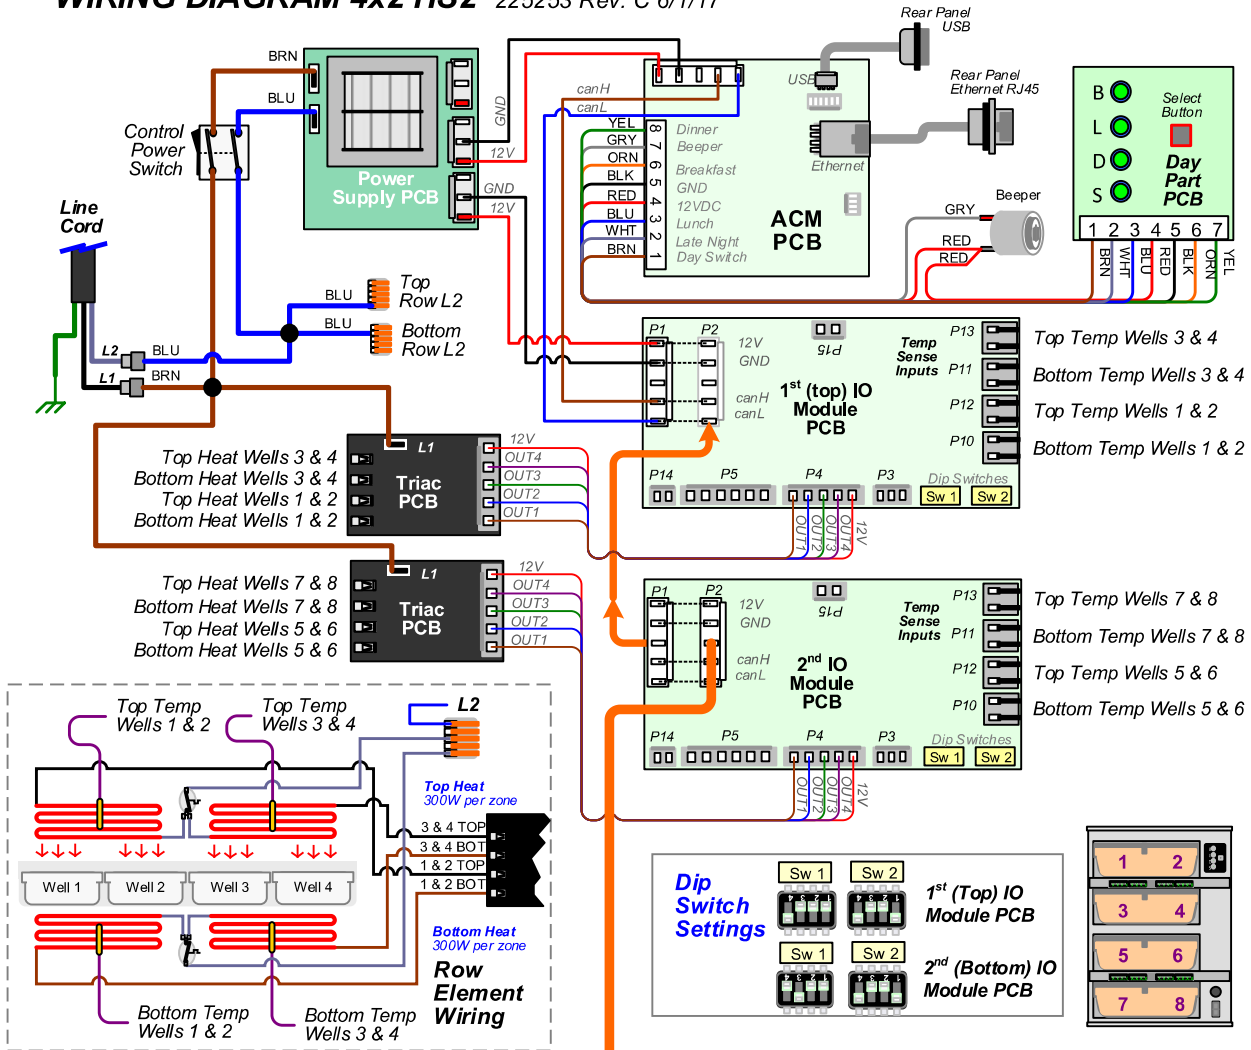 WIRING DIAGRAM 4x2 HS2 225253 Rev. C 6/1/17
Rear Panel
USB
BRN
BLU
Control
Power
Switch
Power
Supply PCB
GND
12V
GND
12V
canH
canL
USB
Ethernet
Rear Panel
Ethernet RJ45
YEL
GRY
ORN
BLK
RED
BLU
WHT
BRN
8
7
6
5
4
3
2
1
Dinner
Beeper
Breakfast
GND
12VDC
Lunch
Late Night
Day Switch
ACM
PCB
Beeper
GRY
RED
RED
B
L
D
S
Select
Button
Day
Part
PCB
1 2 3 4 5 6 7
BRN
WHT
BLU
RED
BLK
ORN
YEL
Line
Cord
BLU
Top
Row L2
BLU
Bottom
Row L2
L2
BLU
L1
BRN
P1
P2
12V
GND
canH
canL
P15
1st (top) IO
Module
PCB
Temp
Sense
Inputs
P13
P11
P12
P10
Top Temp Wells 3 & 4
Bottom Temp Wells 3 & 4
Top Temp Wells 1 & 2
Bottom Temp Wells 1 & 2
P14
P5
P4
P3
Dip Switches
Sw 1
Sw 2
OUT1
OUT2
OUT3
OUT4
12V
Top Heat Wells 3 & 4
Bottom Heat Wells 3 & 4
Top Heat Wells 1 & 2
Bottom Heat Wells 1 & 2
L1
Triac
PCB
12V
OUT4
OUT3
OUT2
OUT1
Top Heat Wells 7 & 8
Bottom Heat Wells 7 & 8
Top Heat Wells 5 & 6
Bottom Heat Wells 5 & 6
L1
Triac
PCB
12V
OUT4
OUT3
OUT2
OUT1
P1
P2
12V
GND
canH
canL
P15
2nd IO
Module
PCB
Temp
Sense
Inputs
P13
P11
P12
P10
Top Temp Wells 7 & 8
Bottom Temp Wells 7 & 8
Top Temp Wells 5 & 6
Bottom Temp Wells 5 & 6
P14
P5
P4
P3
Dip Switches
Sw 1
Sw 2
OUT1
OUT2
OUT3
OUT4
12V
Top Temp
Wells 1 & 2
Top Temp
Wells 3 & 4
L2
Top Heat
300W per zone
3 & 4 TOP
3 & 4 BOT
1 & 2 TOP
1 & 2 BOT
Well 1
Well 2
Well 3
Well 4
Bottom Heat
300W per zone
Row
Element
Wiring
Bottom Temp
Wells 1 & 2
Bottom Temp
Wells 3 & 4
Dip
Switch
Settings
Sw 1
Sw 2
1st (Top) IO
Module PCB
Sw 1
Sw 2
2nd (Bottom) IO
Module PCB
1 2
3 4
5 6
7 8